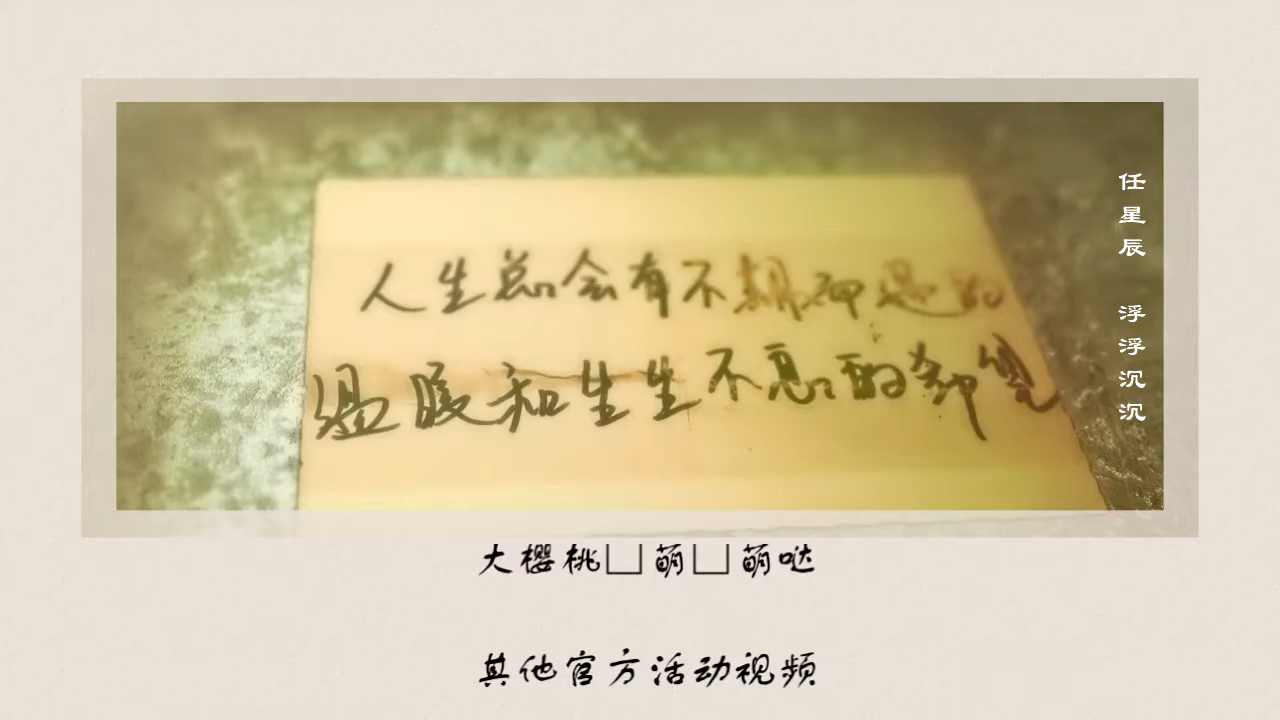 人生总会有不期而遇的
温暖和生生不息的希望
任星辰 浮浮沉沉
大樱桃□萌□萌哒
其他官方活动视频